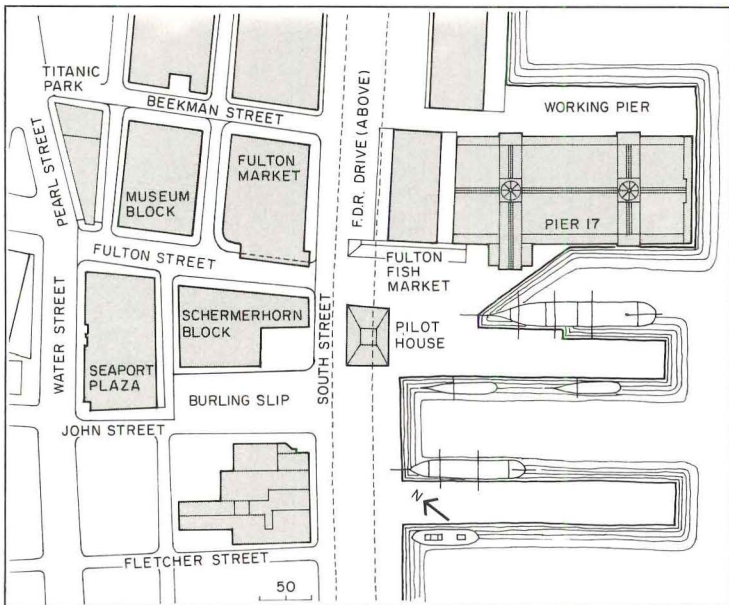 TITANIC
PARK
BEEKMAN STREET
PEARL STREET
MUSEUM
BLOCK
FULTON
MARKET
F.D.R. DRIVE (ABOVE)
WORKING PIER
PIER 17
FULTON STREET
FULTON
FISH
MARKET
WATER STREET
SCHERMERHORN
BLOCK
SOUTH STREET
PILOT
HOUSE
SEAPORT
PLAZA
BURLING SLIP
JOHN STREET
N
FLETCHER STREET
50